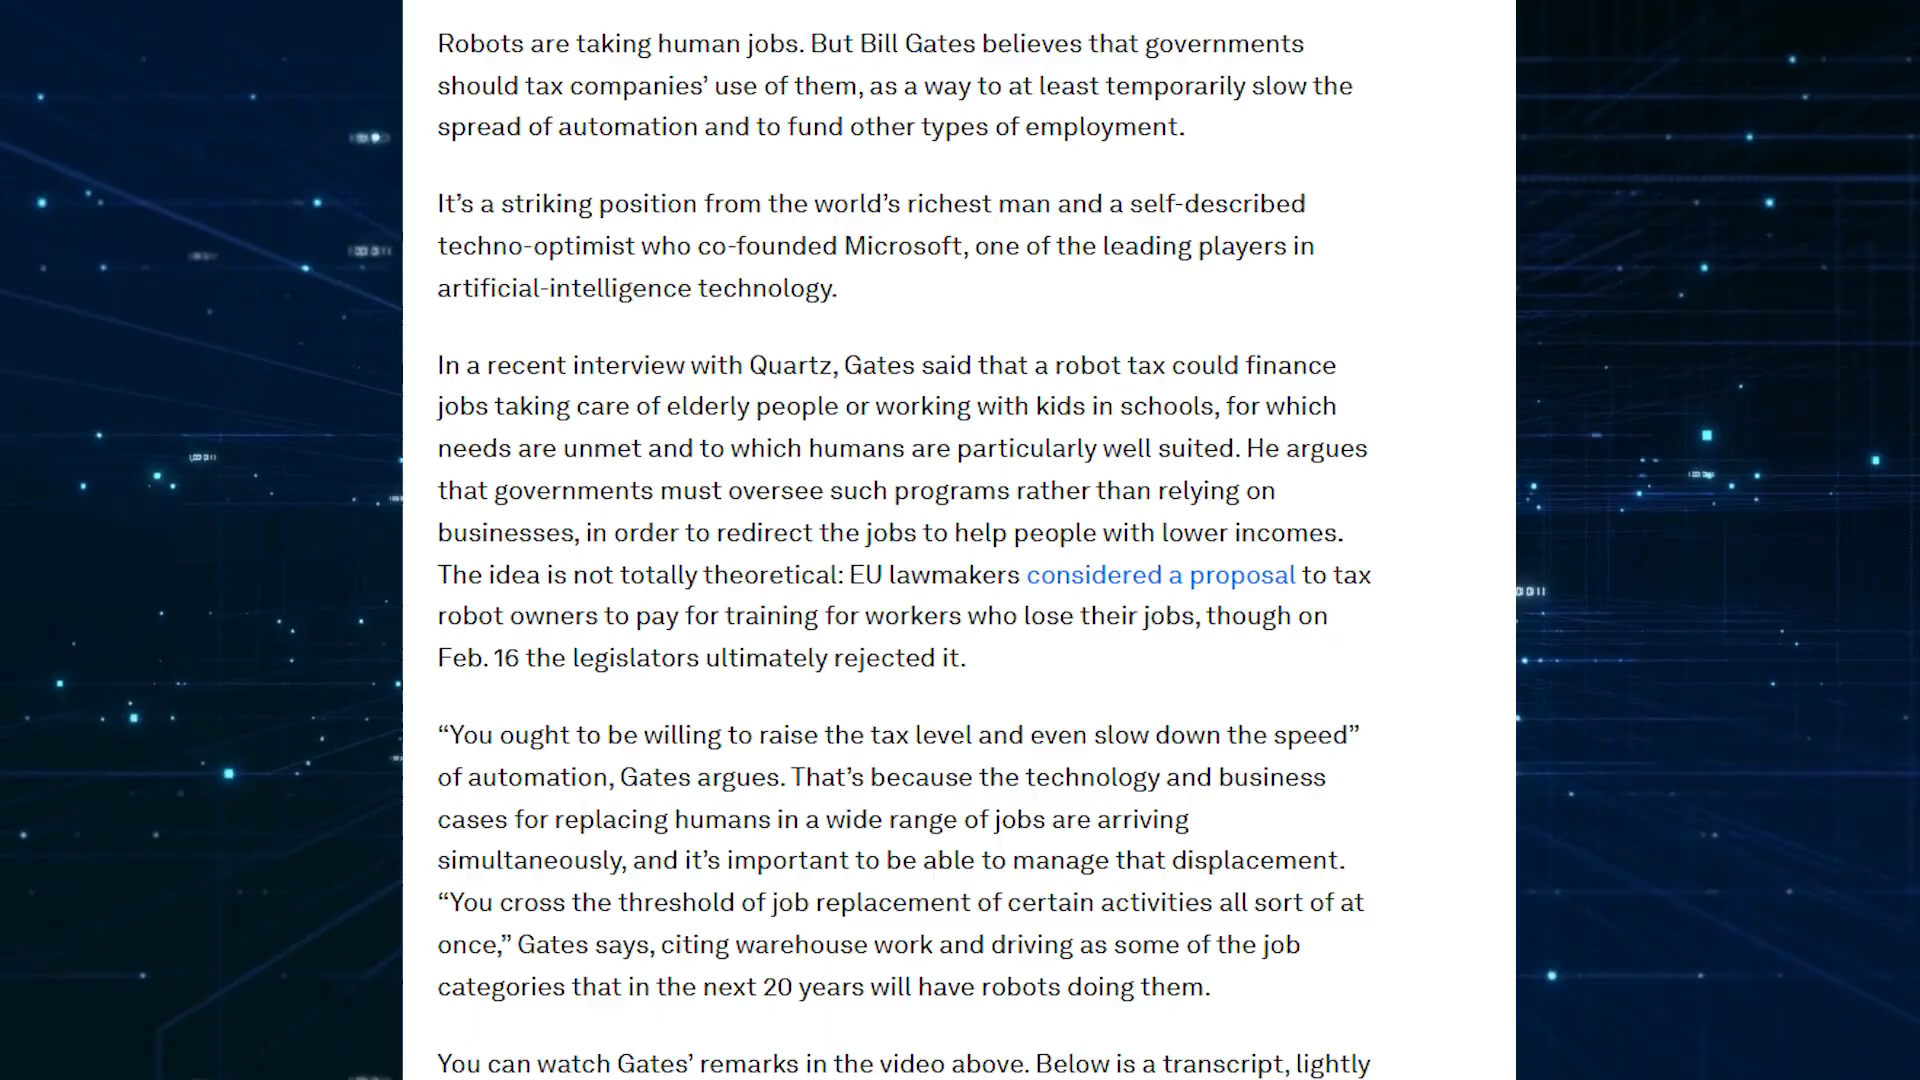 Robots are taking human jobs. But Bill Gates believes that governments
should tax companies’ use of them, as a way to at least temporarily slow the
spread of automation and to fund other types of employment.
It’s a striking position from the world’s richest man and a self-described
techno-optimist who co-founded Microsoft, one of the leading players in
artificial-intelligence technology.
In a recent interview with Quartz, Gates said that a robot tax could finance
jobs taking care of elderly people or working with kids in schools, for which
needs are unmet and to which humans are particularly well suited. He argues
that governments must oversee such programs rather than relying on
businesses, in order to redirect the jobs to help people with lower incomes.
The idea is not totally theoretical: EU lawmakers considered a proposal to tax
robot owners to pay for training for workers who lose their jobs, though on
Feb. 16 the legislators ultimately rejected it.
“You ought to be willing to raise the tax level and even slow down the speed”
of automation, Gates argues. That’s because the technology and business
cases for replacing humans in a wide range of jobs are arriving
simultaneously, and it’s important to be able to manage that displacement.
“You cross the threshold of job replacement of certain activities all sort of at
once,” Gates says, citing warehouse work and driving as some of the job
categories that in the next 20 years will have robots doing them.
You can watch Gates’ remarks in the video above. Below is a transcript, lightly